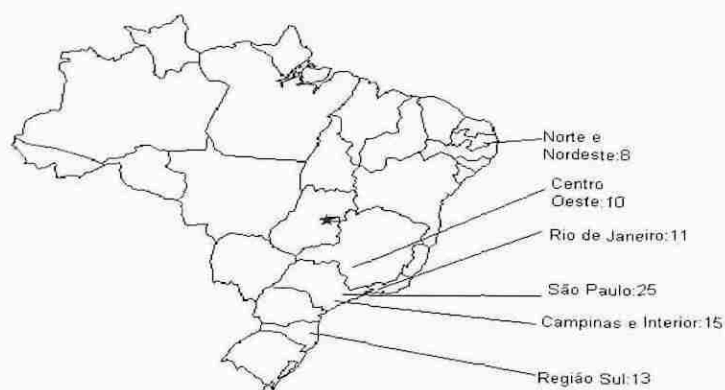 Norte e
Nordeste:8
Centro
Oeste:10
Rio de Janeiro:11
São Paulo:25
Campinas e Interior:15
Região Sul:13